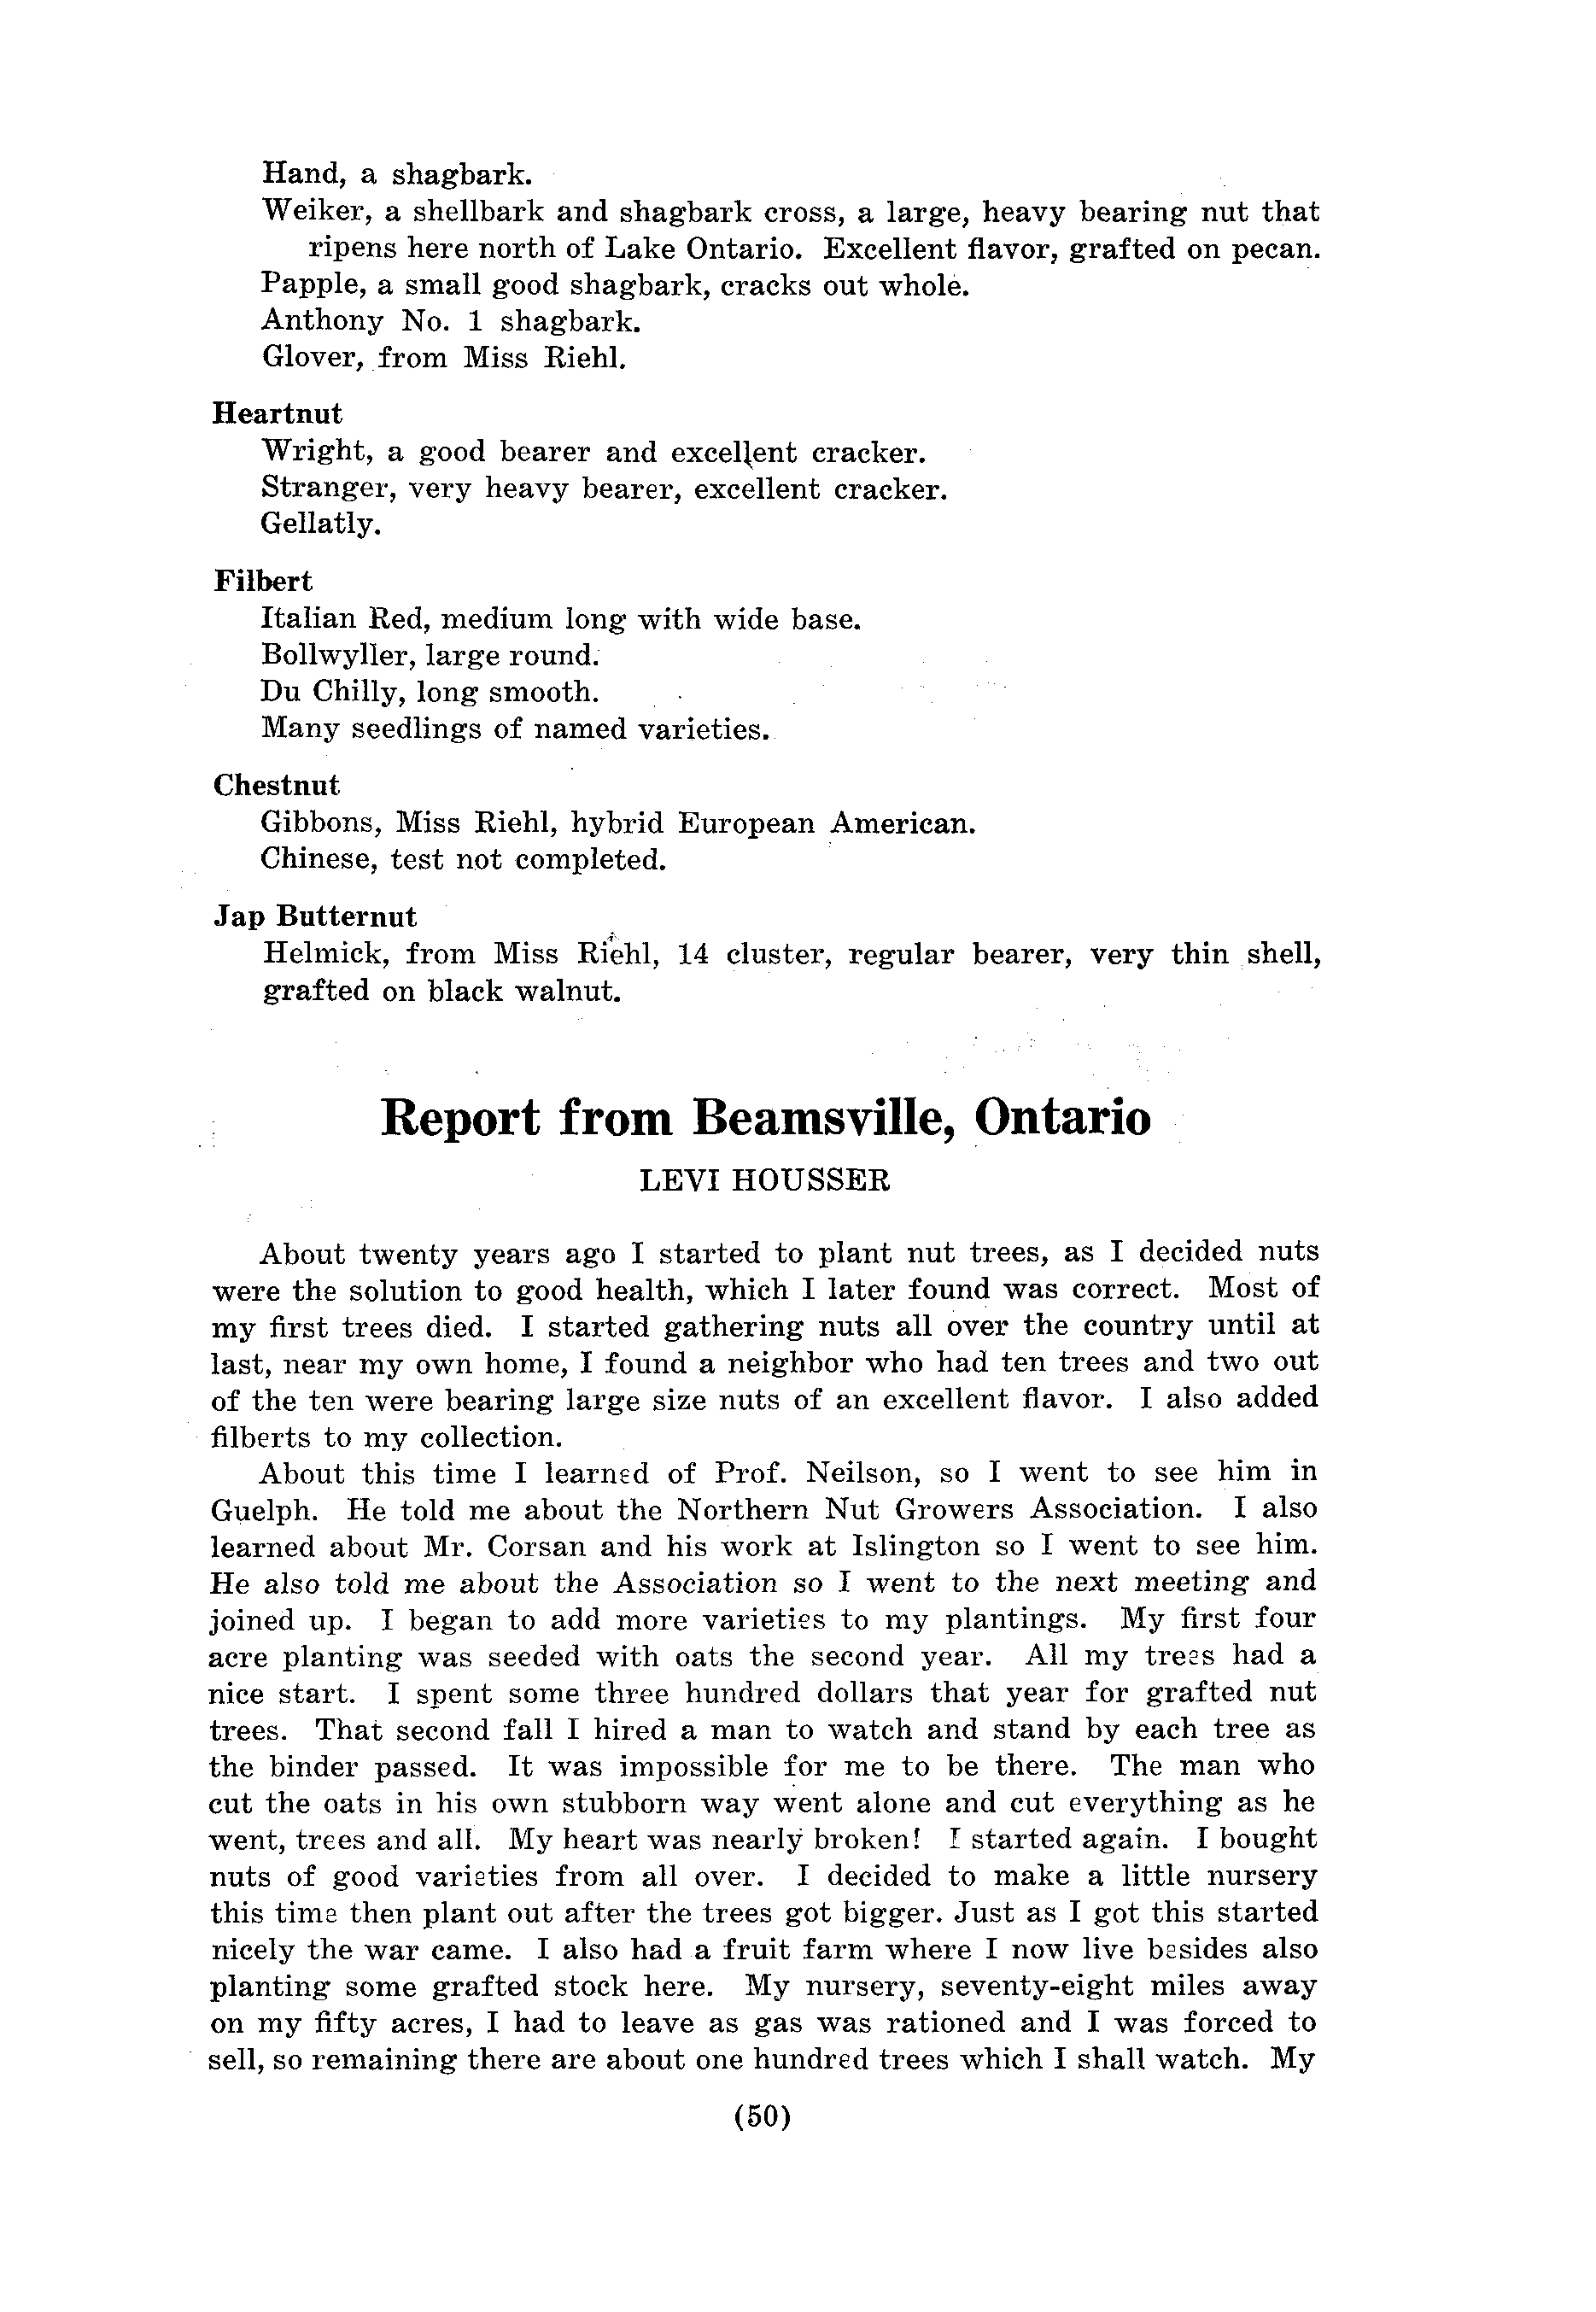 Hand, a shagbark.
Weiker, a shellbark and shagbark cross, a large, heavy bearing nut that
ripens here north of Lake Ontario. Excellent flavor, grafted on pecan.
Papple, a small good shagbark, cracks out whole.
Anthony No. 1 shagbark.
Glover, from Miss Riehl.
Heartnut
Wright, a good bearer and excellent cracker.
Stranger, very heavy bearer, excellent cracker.
Gellatly.
Filbert
Italian Red, medium long with wide base.
Bollwyller, large round.
Du Chilly, long smooth.
Many seedlings of named varieties.
Chestnut
Gibbons, Miss Riehl, hybrid European American.
Chinese, test not completed.
Jap Butternut
Helmick, from Miss Riehl, 14 cluster, regular bearer, very thin shell,
grafted on black walnut.
Report from Beamsville, Ontario
LEVI HOUSSER
About twenty years ago I started to plant nut trees, as I decided nuts
were the solution to good health, which I later found was correct. Most of
my first trees died. I started gathering nuts all over the country until at
last, near my own home, I found a neighbor who had ten trees and two out
of the ten were bearing large size nuts of an excellent flavor. I also added
filberts to my collection.
About this time I learned of Prof. Neilson, so I went to see him in
Guelph. He told me about the Northern Nut Growers Association. I also
learned about Mr. Corsan and his work at Islington so I went to see him.
He also told me about the Association so I went to the next meeting and
joined up. I began to add more varieties to my plantings. My first four
acre planting was seeded with oats the second year. All my trees had a
nice start. I spent some three hundred dollars that year for grafted nut
trees. That second fall I hired a man to watch and stand by each tree as
the binder passed. It was impossible for me to be there. The man who
cut the oats in his own stubborn way went alone and cut everything as he
went, trees and all. My heart was nearly broken! I started again. I bought
nuts of good varieties from all over. I decided to make a little nursery
this time then plant out after the trees got bigger. Just as I got this started
nicely the war came. I also had a fruit farm where I now live besides also
planting some grafted stock here. My nursery, seventy-eight miles away
on my fifty acres, I had to leave as gas was rationed and I was forced to
sell, so remaining there are about one hundred trees which I shall watch. My
(50)